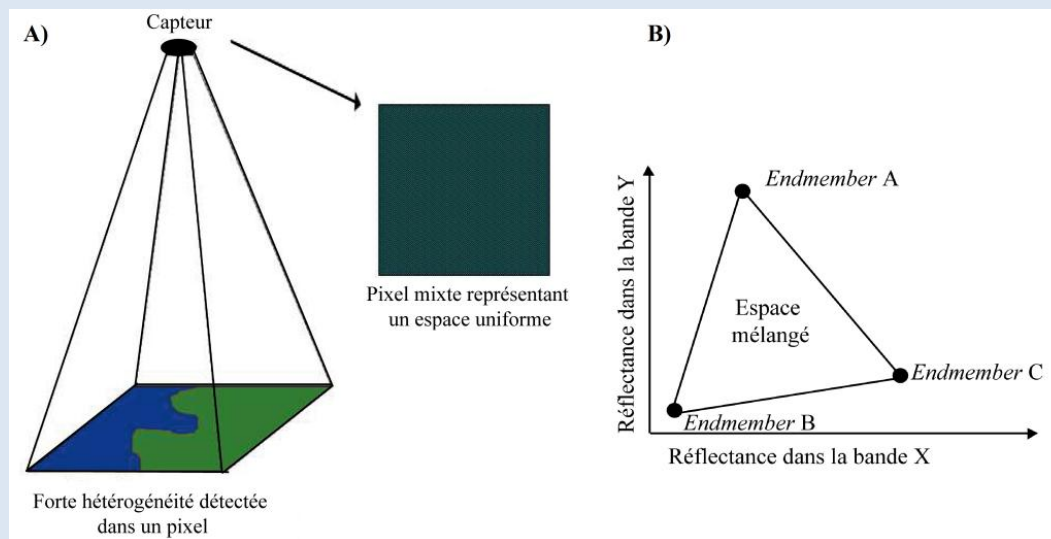 A)
Capteur
Pixel mixte représentant
un espace uniforme
Forte hétérogénéité détectée
dans un pixel
B)
Réflectance dans la bande Y
Endmember A
Espace
mélangé
Endmember C
Endmember B
Réflectance dans la bande X